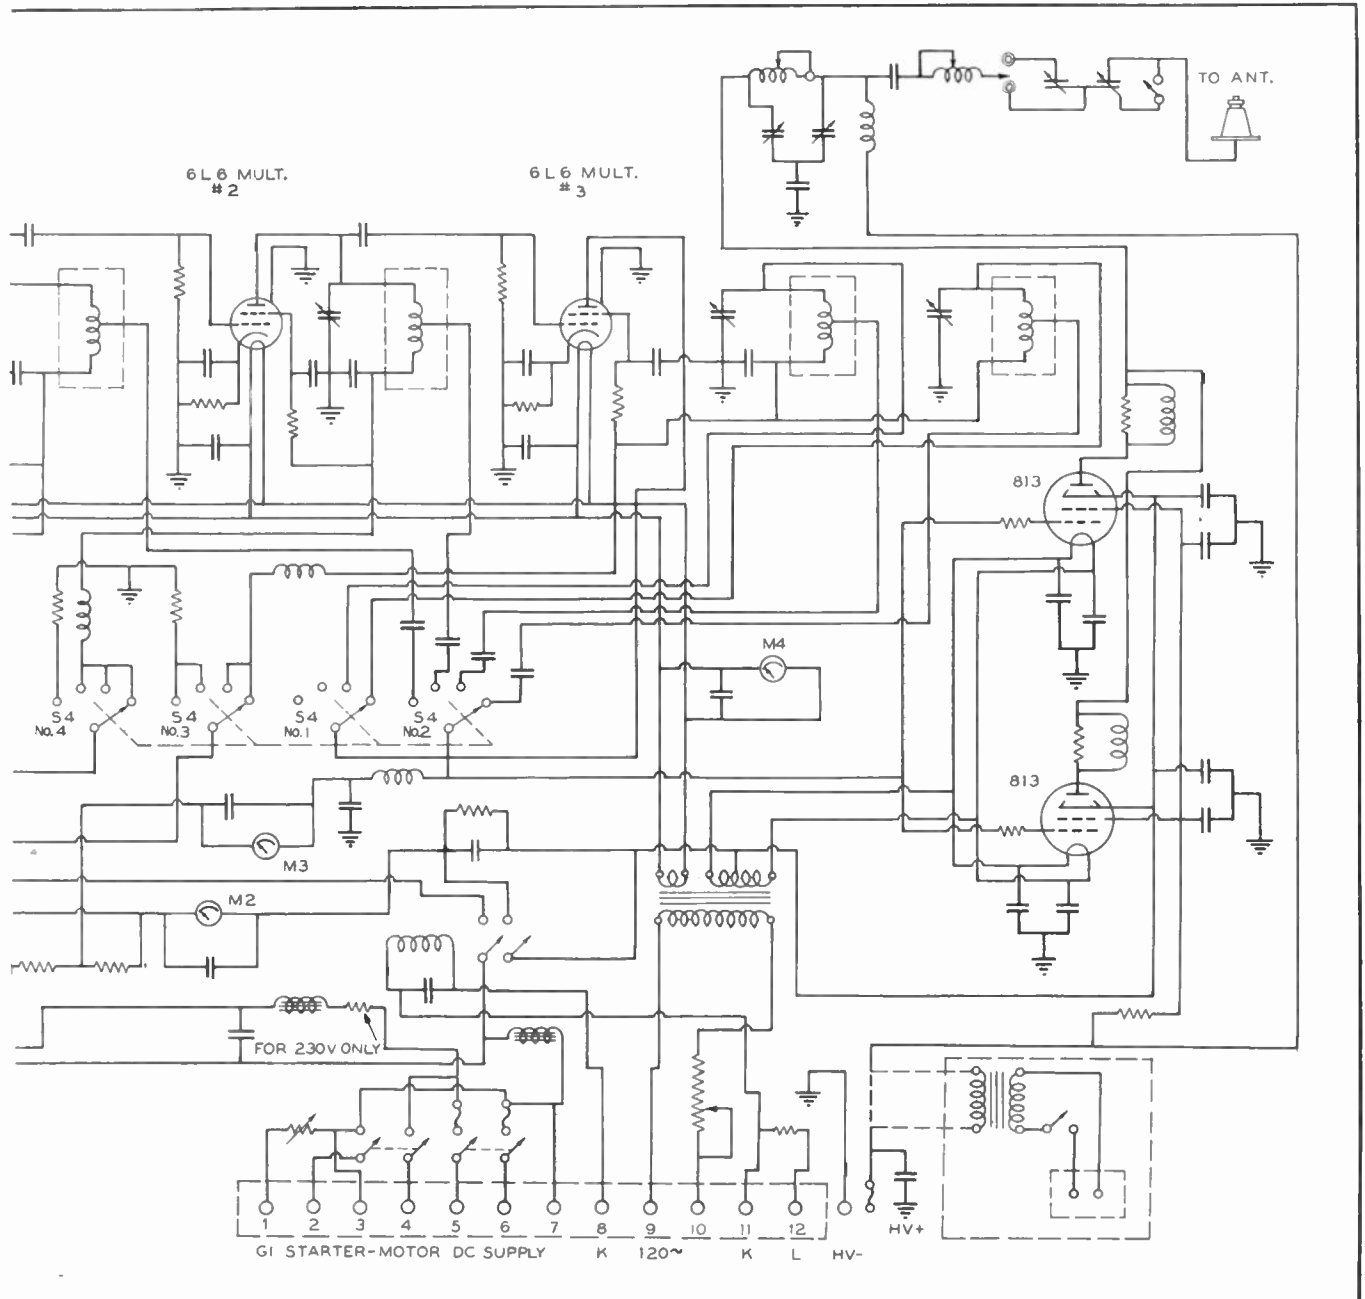 TO ANT.
6L6 MULT.
#2
6L6 MULT.
#3
813
M4
S4
No.4
S4
No.3
S4
No.1
S4
No.2
813
M3
M2
FOR 230V ONLY
1 2 3 4 5 6 7 8 9 10 11 12
G1 STARTER-MOTOR DC SUPPLY K 120~ K L HV-
HV+